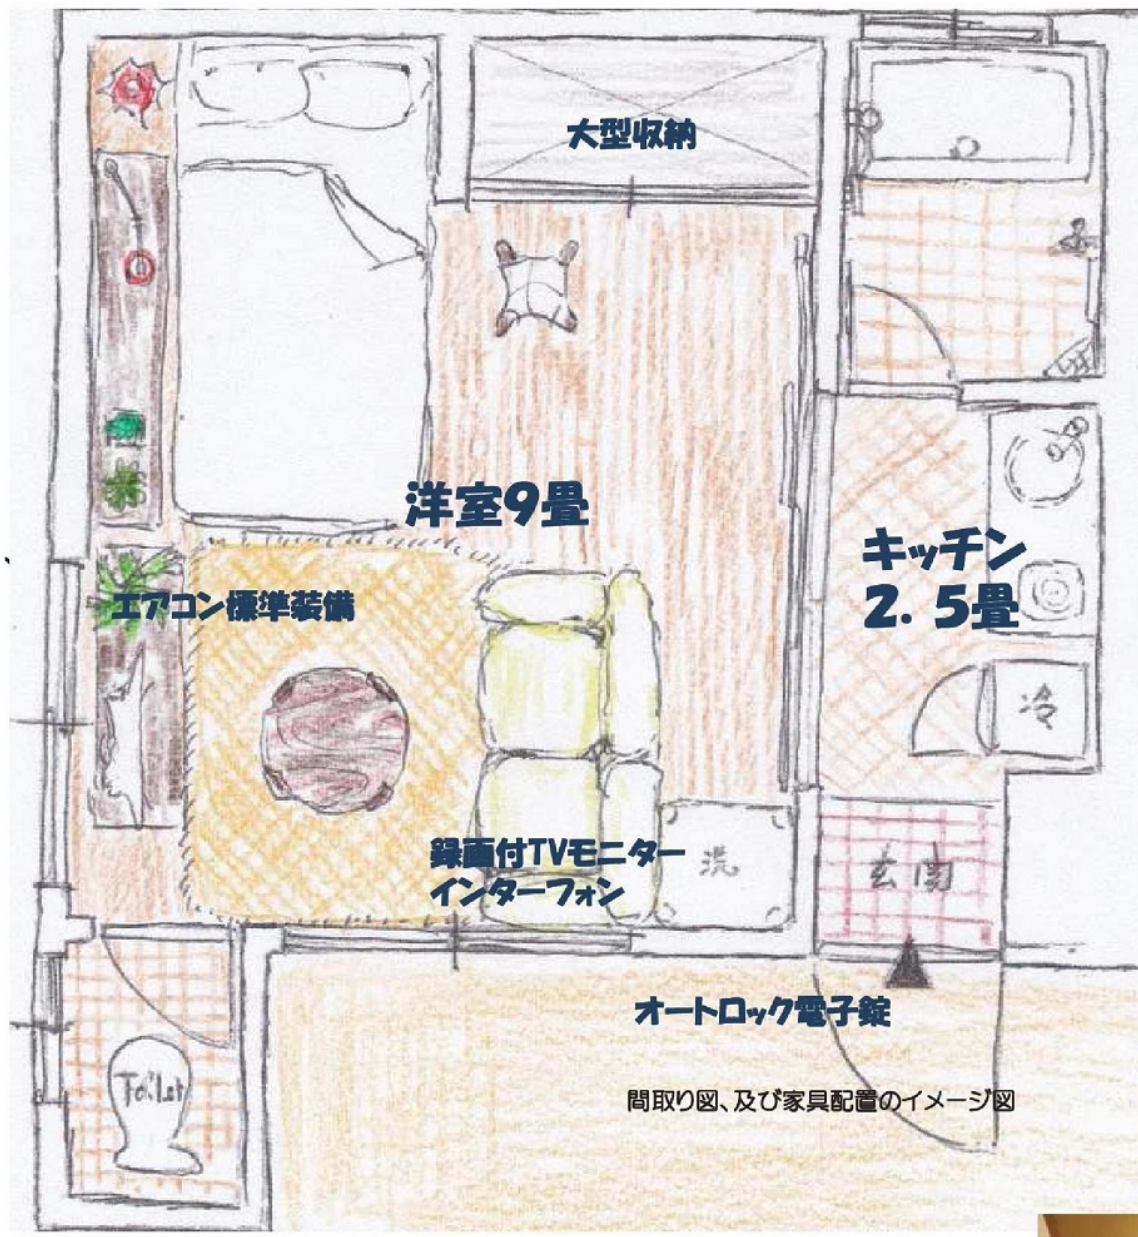 大型収納
洋室9畳
キッチン
2.5畳
エアコン標準装備
冷
録画付TVモニター
インターフォン
洗
玄関
オートロック電子錠
Toilet
間取り図、及び家具配置のイメージ図